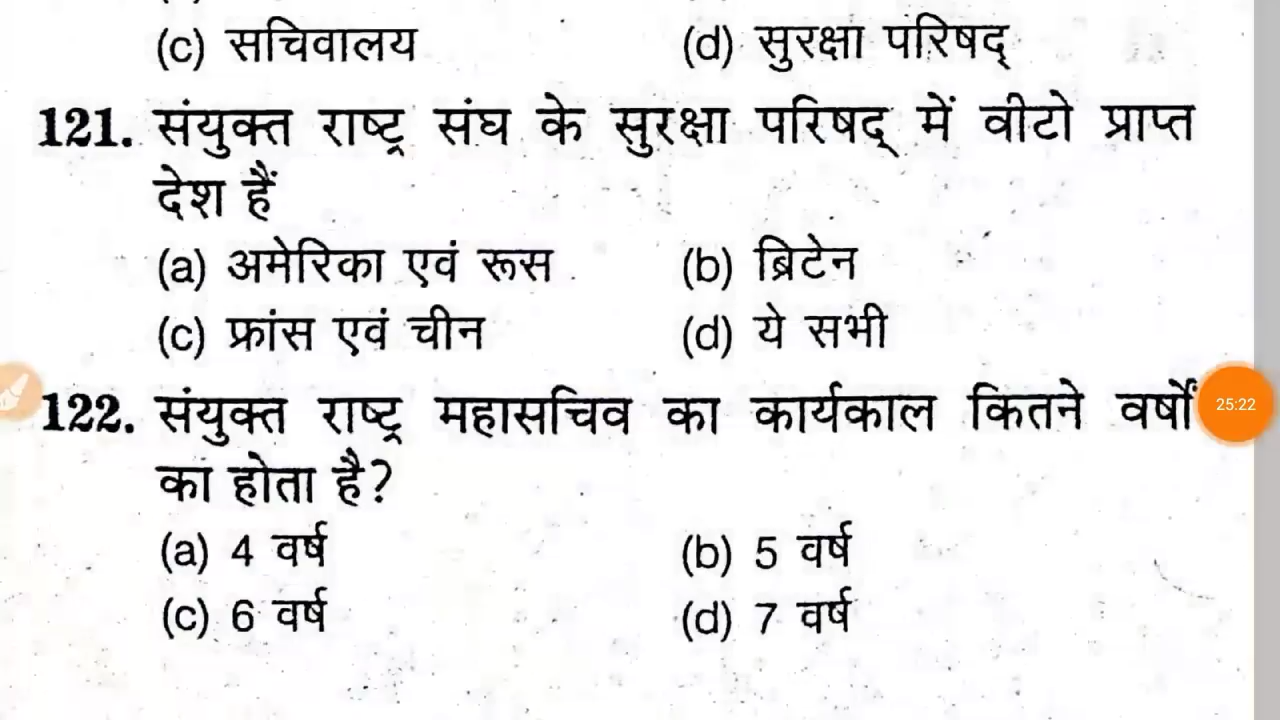 (c) सचिवालय (d) सुरक्षा परिषद्
121. संयुक्त राष्ट्र संघ के सुरक्षा परिषद् में वीटो प्राप्त
देश हैं
(a) अमेरिका एवं रूस (b) ब्रिटेन
(c) फ्रांस एवं चीन (d) ये सभी
122. संयुक्त राष्ट्र महासचिव का कार्यकाल कितने वर्षों
25:22
का होता है?
(a) 4 वर्ष (b) 5 वर्ष
(c) 6 वर्ष (d) 7 वर्ष